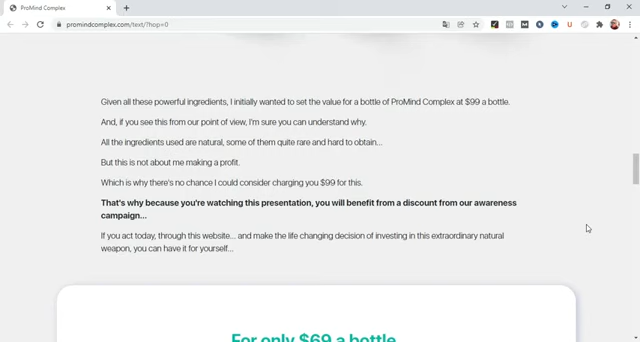 ProMind Complex
promindcomplex.com/text/?hop=0
Given all these powerful ingredients, I initially wanted to set the value for a bottle of ProMind Complex at $99 a bottle.
And, if you see this from our point of view, I'm sure you can understand why.
All the ingredients used are natural, some of them quite rare and hard to obtain...
But this is not about me making a profit.
Which is why there's no chance I could consider charging you $99 for this.
That's why because you're watching this presentation, you will benefit from a discount from our awareness
campaign...
If you act today, through this website... and make the life changing decision of investing in this extraordinary natural
weapon, you can have it for yourself...
For only $69 a bottle